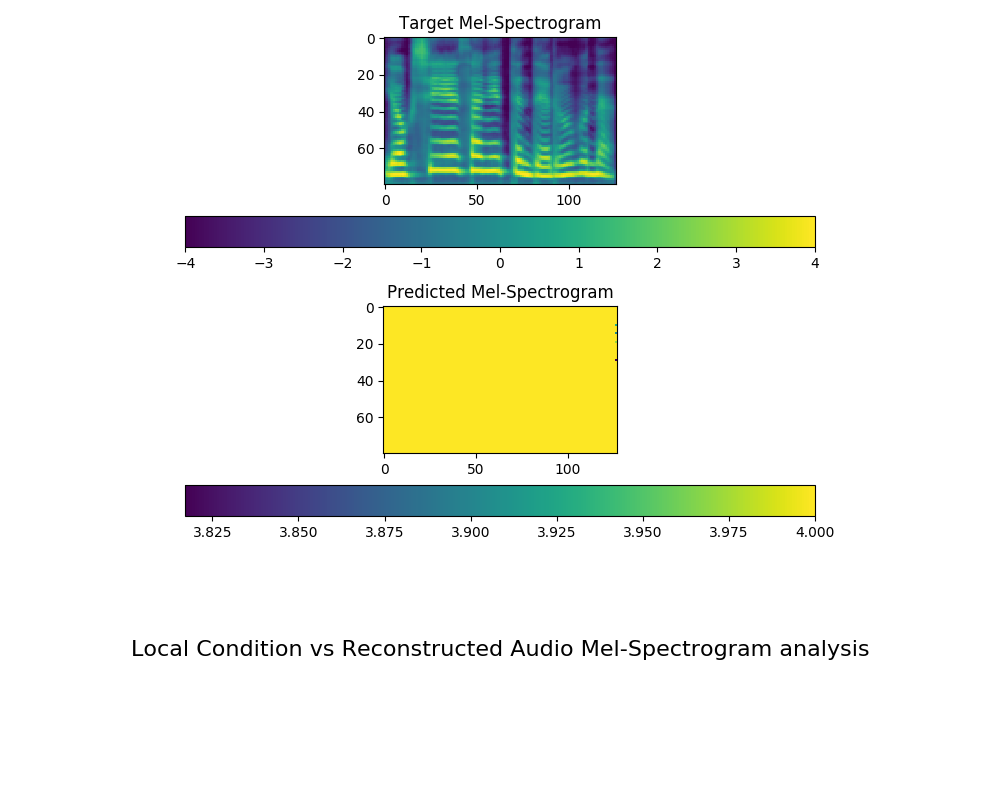 Target Mel-Spectrogram
0
20
40
60
0 50 100
−4 −3 −2 −1 0 1 2 3 4
Predicted Mel-Spectrogram
0
20
40
60
0 50 100
3.825 3.850 3.875 3.900 3.925 3.950 3.975 4.000
Local Condition vs Reconstructed Audio Mel-Spectrogram analysis